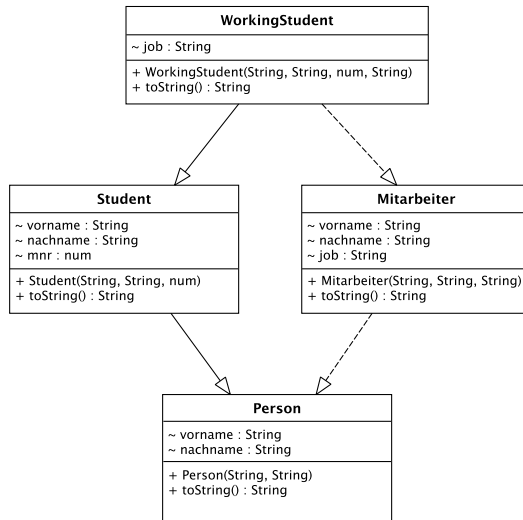 WorkingStudent
~ job : String
+ WorkingStudent(String, String, num, String)
+ toString() : String
Student
~ vorname : String
~ nachname : String
~ mnr : num
+ Student(String, String, num)
+ toString() : String
Mitarbeiter
~ vorname : String
~ nachname : String
~ job : String
+ Mitarbeiter(String, String, String)
+ toString() : String
Person
~ vorname : String
~ nachname : String
+ Person(String, String)
+ toString() : String